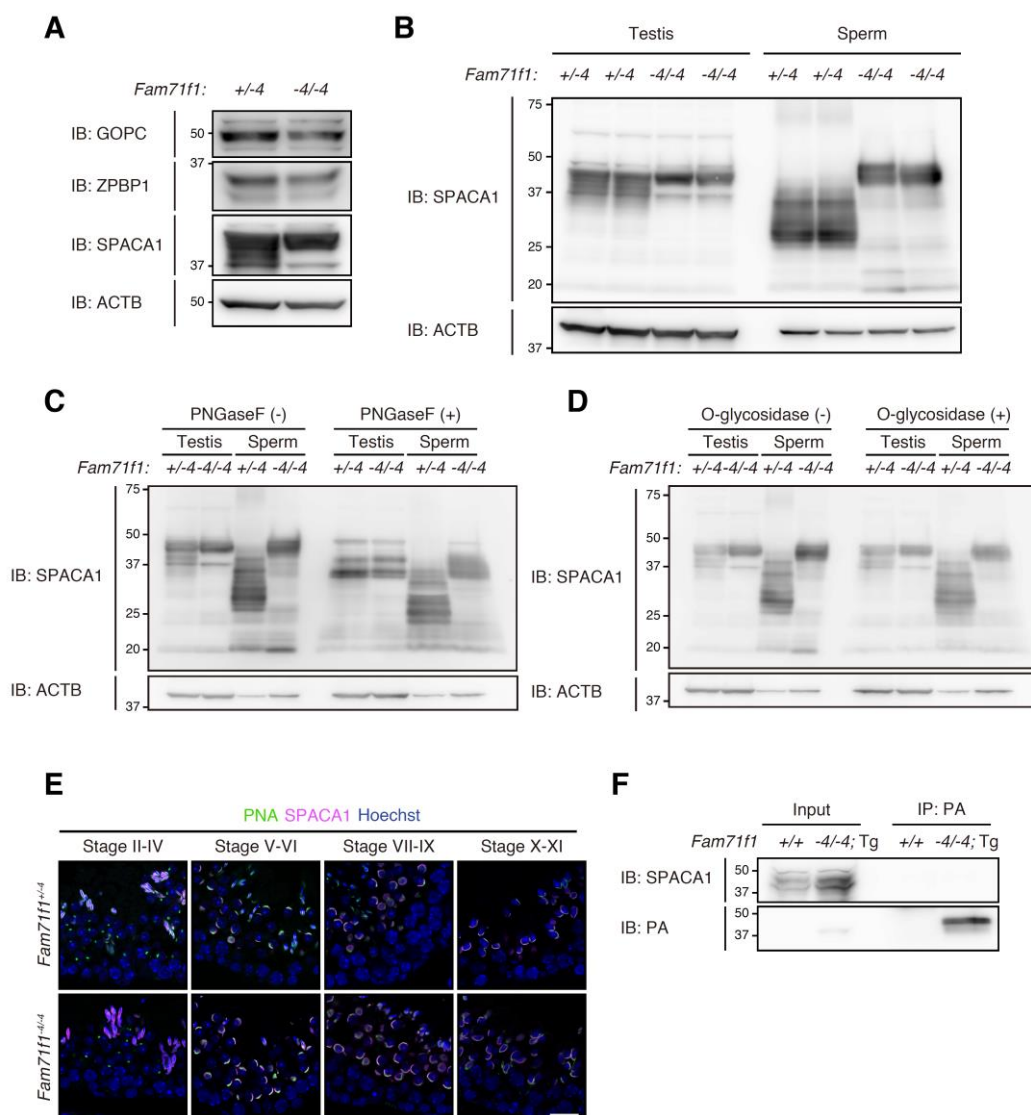 A
Fam71f1: +/-4 -4/-4
IB: GOPC
50
37
IB: ZPBP1
IB: SPACA1
37
IB: ACTB
50
B
Testis Sperm
+/-4 +/-4 -4/-4 -4/-4 +/-4 +/-4 -4/-4 -4/-4
75
50
IB: SPACA1
37
25
20
IB: ACTB
37
C
PNGaseF (-) PNGaseF (+)
Testis Sperm Testis Sperm
Fam71f1: +/-4 -4/-4 +/-4 -4/-4 +/-4 -4/-4 +/-4 -4/-4
75
50
37
IB: SPACA1
25
20
IB: ACTB
37
D
O-glycosidase (-) O-glycosidase (+)
Testis Sperm Testis Sperm
Fam71f1: +/-4 -4/-4 +/-4 -4/-4 +/-4 -4/-4 +/-4 -4/-4
75
50
37
IB: SPACA1
25
20
IB: ACTB
37
E
PNA SPACA1 Hoechst
Stage II-IV Stage V-VI Stage VII-IX Stage X-XI
Fam71f1+/-4
Fam71f1-4/-4
F
Input IP: PA
Fam71f1 +/+ -4/-4; Tg +/+ -4/-4; Tg
IB: SPACA1
50
37
IB: PA
50
37